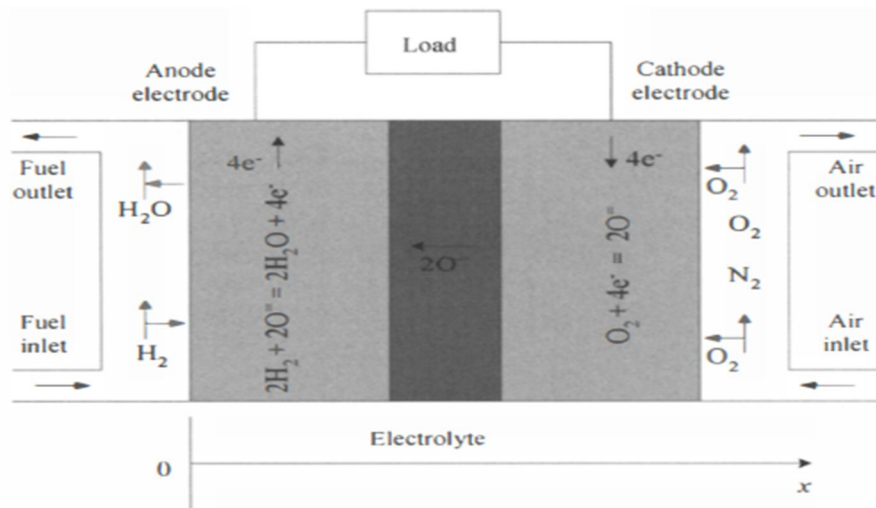 Load
Anode
electrode
Cathode
electrode
Fuel
outlet
4e⁻
4e⁻
Air
outlet
H₂O
O₂
O₂
2H₂ + 2O⁼ = 2H₂O + 4e⁻
2O⁻
O₂ + 4e⁻ = 2O⁼
N₂
Fuel
inlet
H₂
O₂
Air
inlet
Electrolyte
0
x